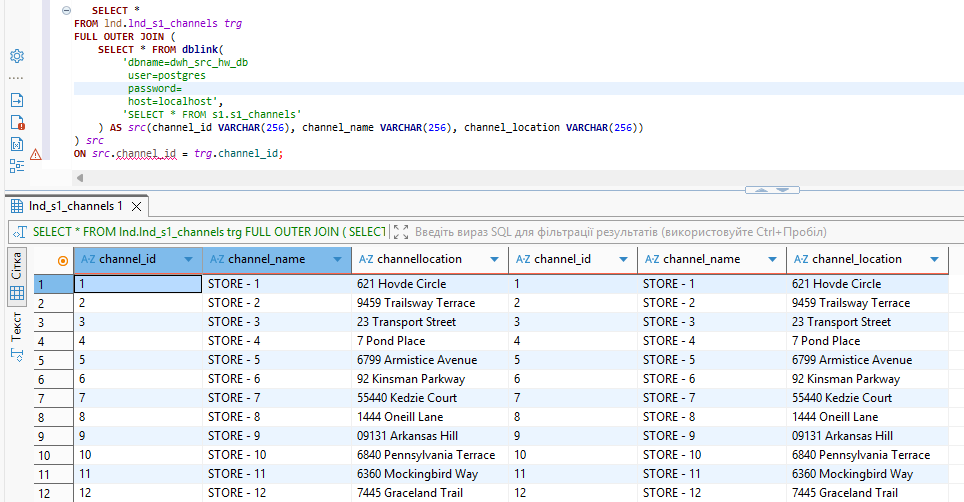 SELECT *
FROM lnd.lnd_s1_channels trg
FULL OUTER JOIN (
SELECT * FROM dblink(
'dbname=dwh_src_hw_db
user=postgres
password=
host=localhost',
'SELECT * FROM s1.s1_channels'
) AS src(channel_id VARCHAR(256), channel_name VARCHAR(256), channel_location VARCHAR(256))
) src
ON src.channel_id = trg.channel_id;
lnd_s1_channels 1
SELECT * FROM lnd.lnd_s1_channels trg FULL OUTER JOIN ( SELECT Введіть вираз SQL для фільтрації результатів (використовуйте Ctrl+Пробіл)
Сітка
Текст
A-Z channel_id A-Z channel_name A-Z channellocation A-Z channel_id A-Z channel_name A-Z channel_location
1 1 STORE - 1 621 Hovde Circle 1 STORE - 1 621 Hovde Circle
2 2 STORE - 2 9459 Trailsway Terrace 2 STORE - 2 9459 Trailsway Terrace
3 3 STORE - 3 23 Transport Street 3 STORE - 3 23 Transport Street
4 4 STORE - 4 7 Pond Place 4 STORE - 4 7 Pond Place
5 5 STORE - 5 6799 Armistice Avenue 5 STORE - 5 6799 Armistice Avenue
6 6 STORE - 6 92 Kinsman Parkway 6 STORE - 6 92 Kinsman Parkway
7 7 STORE - 7 55440 Kedzie Court 7 STORE - 7 55440 Kedzie Court
8 8 STORE - 8 1444 Oneill Lane 8 STORE - 8 1444 Oneill Lane
9 9 STORE - 9 09131 Arkansas Hill 9 STORE - 9 09131 Arkansas Hill
10 10 STORE - 10 6840 Pennsylvania Terrace 10 STORE - 10 6840 Pennsylvania Terrace
11 11 STORE - 11 6360 Mockingbird Way 11 STORE - 11 6360 Mockingbird Way
12 12 STORE - 12 7445 Graceland Trail 12 STORE - 12 7445 Graceland Trail